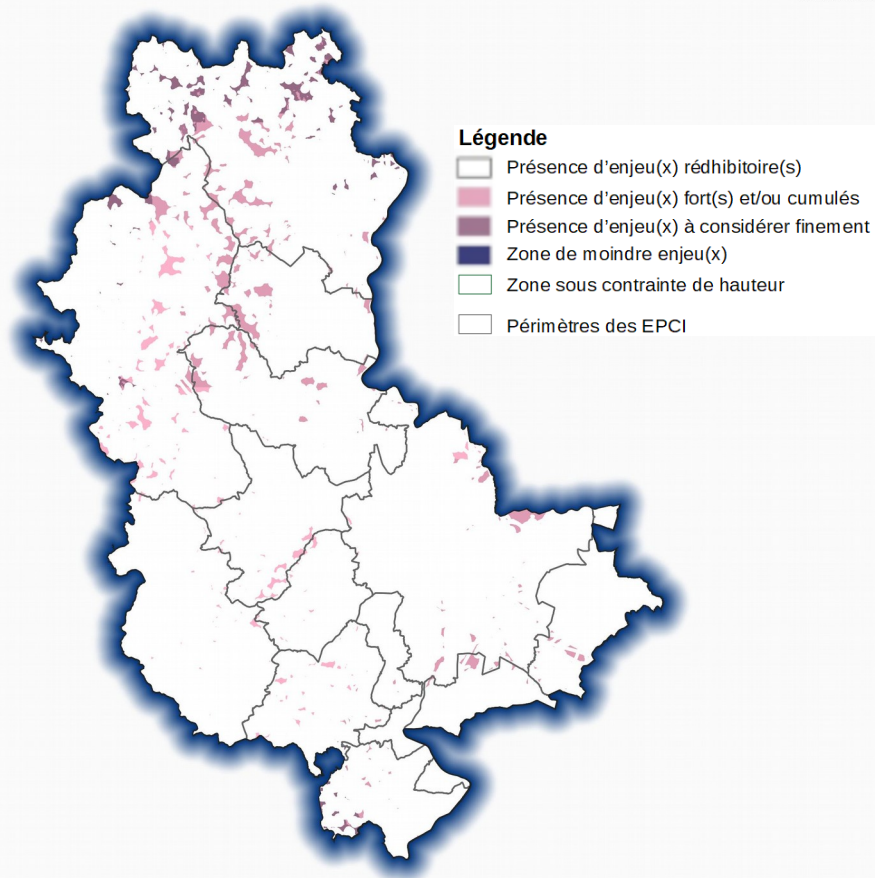 Légende
Présence d’enjeu(x) rédhibitoire(s)
Présence d’enjeu(x) fort(s) et/ou cumulés
Présence d’enjeu(x) à considérer finement
Zone de moindre enjeu(x)
Zone sous contrainte de hauteur
Périmètres des EPCI